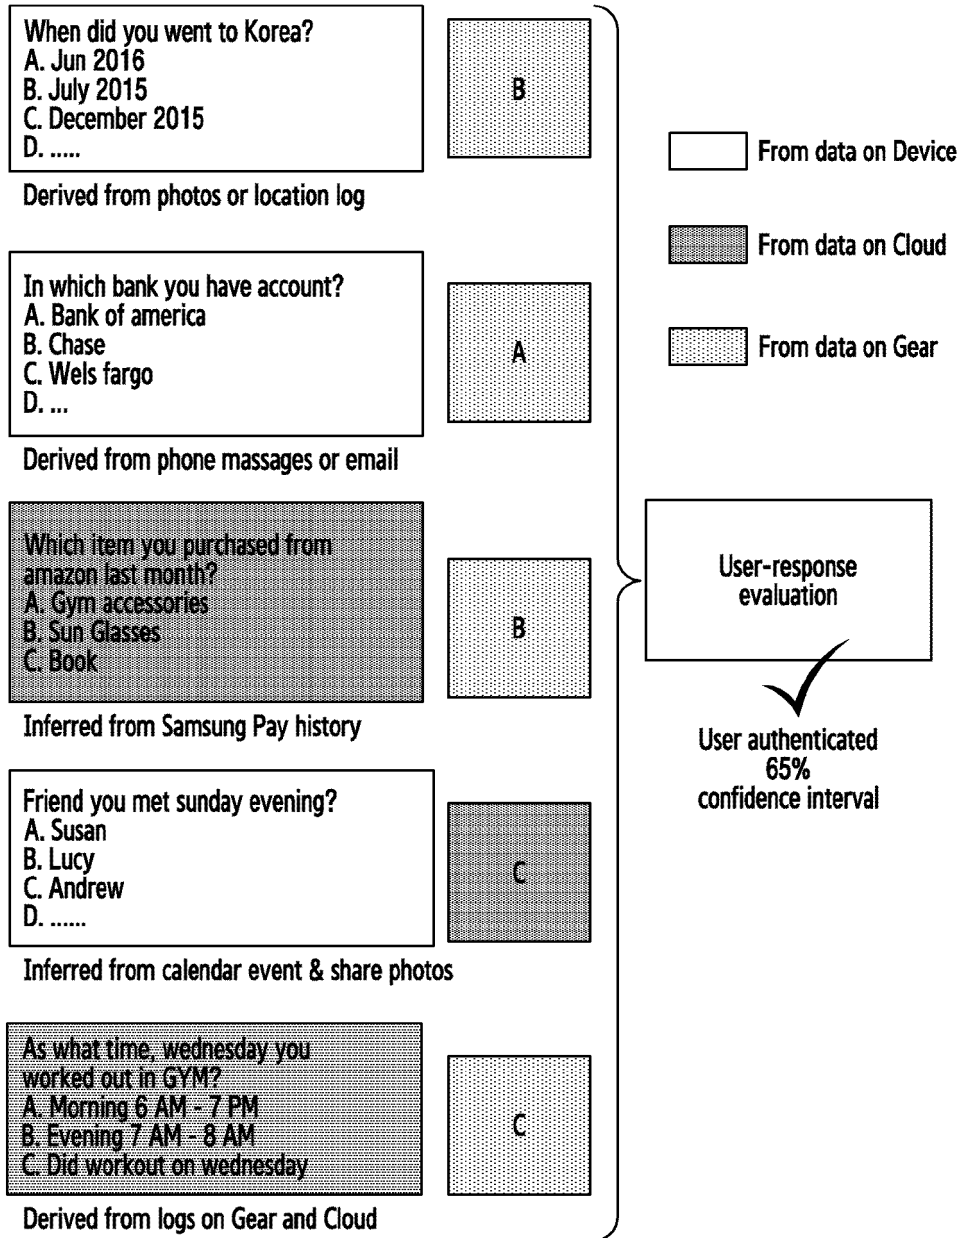 When did you went to Korea?
A. Jun 2016
B. July 2015
C. December 2015
D. .....
B
Derived from photos or location log
In which bank you have account?
A. Bank of america
B. Chase
C. Wels fargo
D. ...
A
Derived from phone massages or email
Which item you purchased from
amazon last month?
A. Gym accessories
B. Sun Glasses
C. Book
B
Inferred from Samsung Pay history
Friend you met sunday evening?
A. Susan
B. Lucy
C. Andrew
D. ......
C
Inferred from calendar event & share photos
As what time, wednesday you
worked out in GYM?
A. Morning 6 AM - 7 PM
B. Evening 7 AM - 8 AM
C. Did workout on wednesday
C
Derived from logs on Gear and Cloud
From data on Device
From data on Cloud
From data on Gear
User-response
evaluation
User authenticated
65%
confidence interval